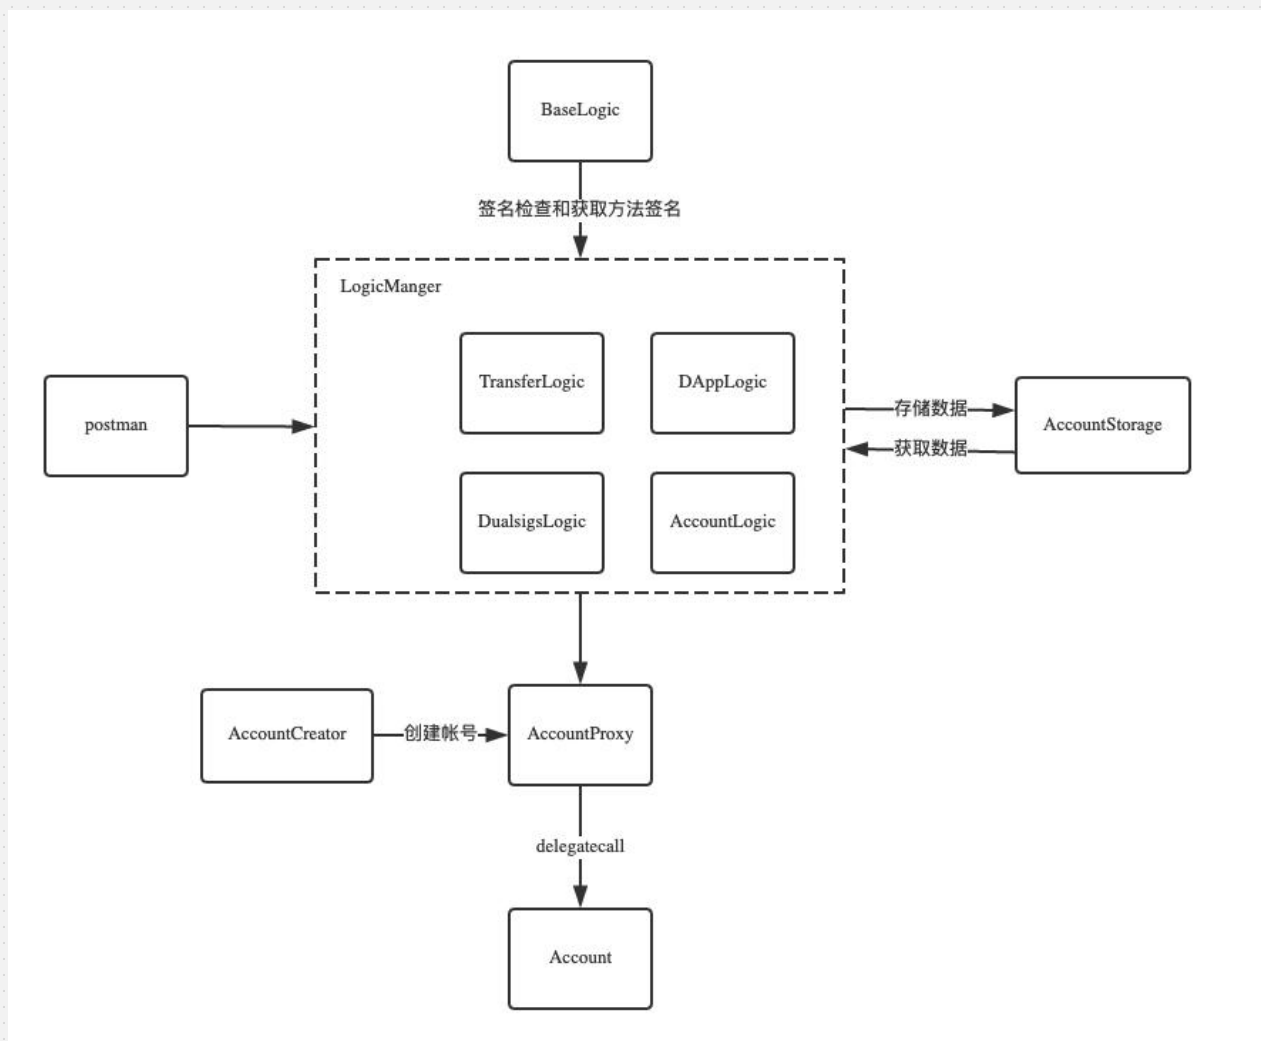 BaseLogic
签名检查和获取方法签名
LogicManger
TransferLogic
DAppLogic
postman
存储数据
AccountStorage
获取数据
DualsigsLogic
AccountLogic
AccountCreator
创建帐号
AccountProxy
delegatecall
Account